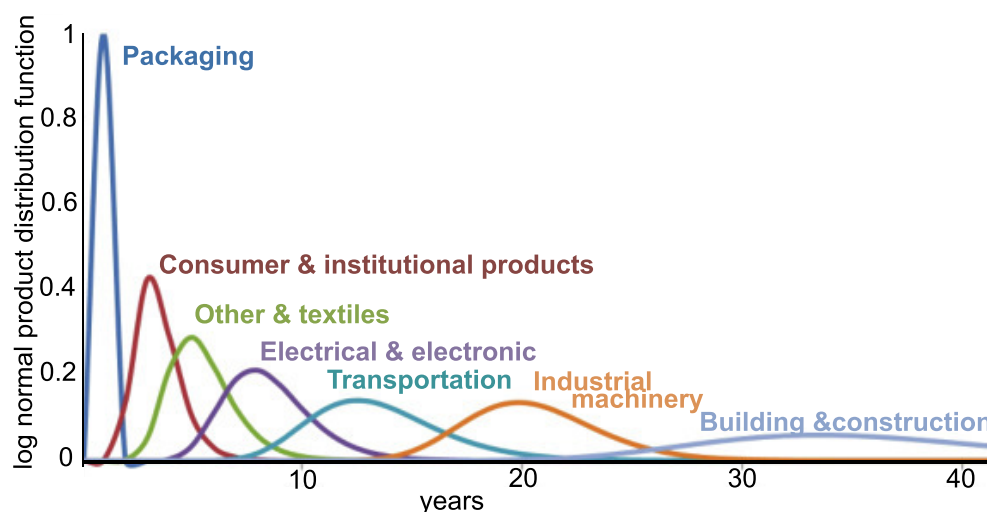 log normal product distribution function
1
0.8
0.6
0.4
0.2
0
Packaging
Consumer & institutional products
Other & textiles
Electrical & electronic
Transportation
Industrial
machinery
Building &construction
10
20
30
40
years